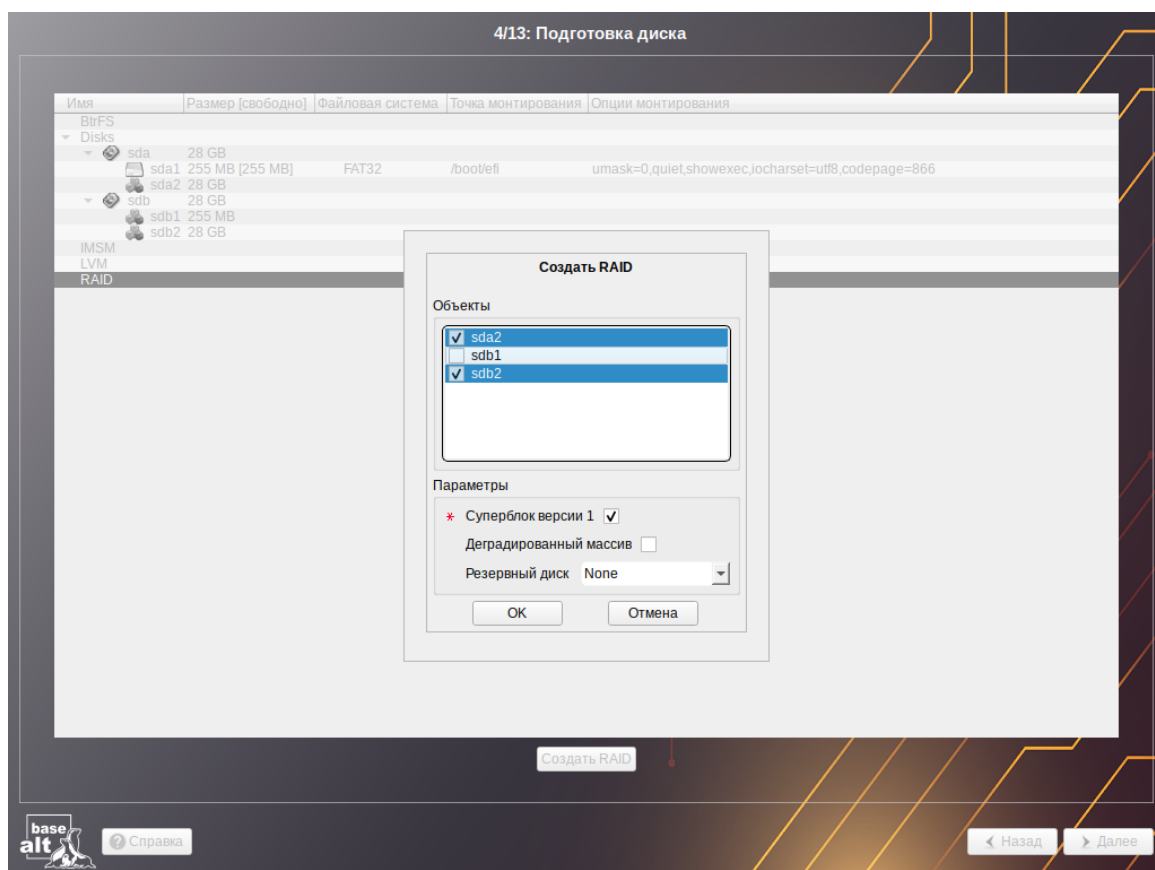 4/13: Подготовка диска
Имя Размер [свободно] Файловая система Точка монтирования Опции монтирования
BtrFS
Disks
sda 28 GB
sda1 255 MB [255 MB] FAT32 /boot/efi umask=0,quiet,showexec,iocharset=utf8,codepage=866
sda2 28 GB
sdb 28 GB
sdb1 255 MB
sdb2 28 GB
IMSM
LVM
RAID
Создать RAID
Объекты
sda2
sdb1
sdb2
Параметры
* Суперблок версии 1
Деградированный массив
Резервный диск None
OK Отмена
Создать RAID
base
alt
Справка Назад Далее